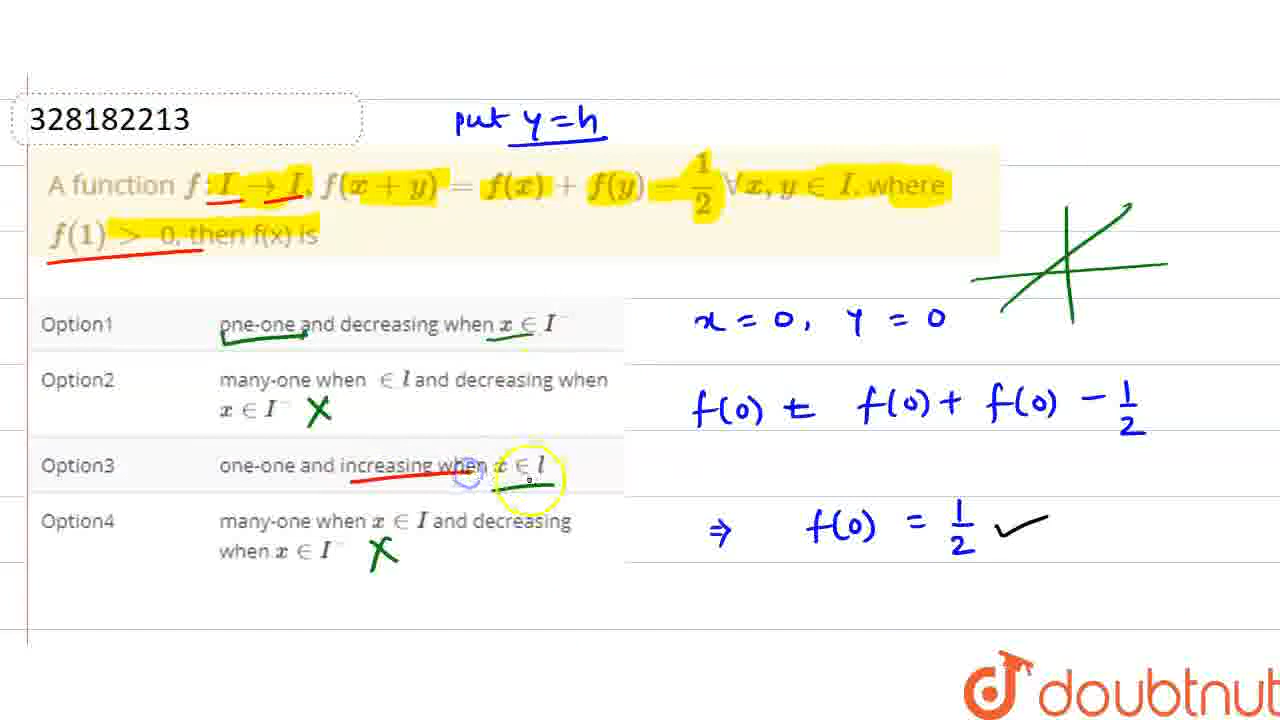 328182213
put y=h
A function f: I → I, f(x + y) = f(x) + f(y) − 1/2 ∀ x, y ∈ I, where
f(1) > 0, then f(x) is
Option1 one-one and decreasing when x ∈ I⁻
Option2 many-one when ∈ l and decreasing when
x ∈ I⁻ X
Option3 one-one and increasing when x ∈ l
Option4 many-one when x ∈ I and decreasing
when x ∈ I⁻ X
x = 0, y = 0
f(0) = f(0) + f(0) - 1/2
⇒ f(0) = 1/2 ✓
doubtnut